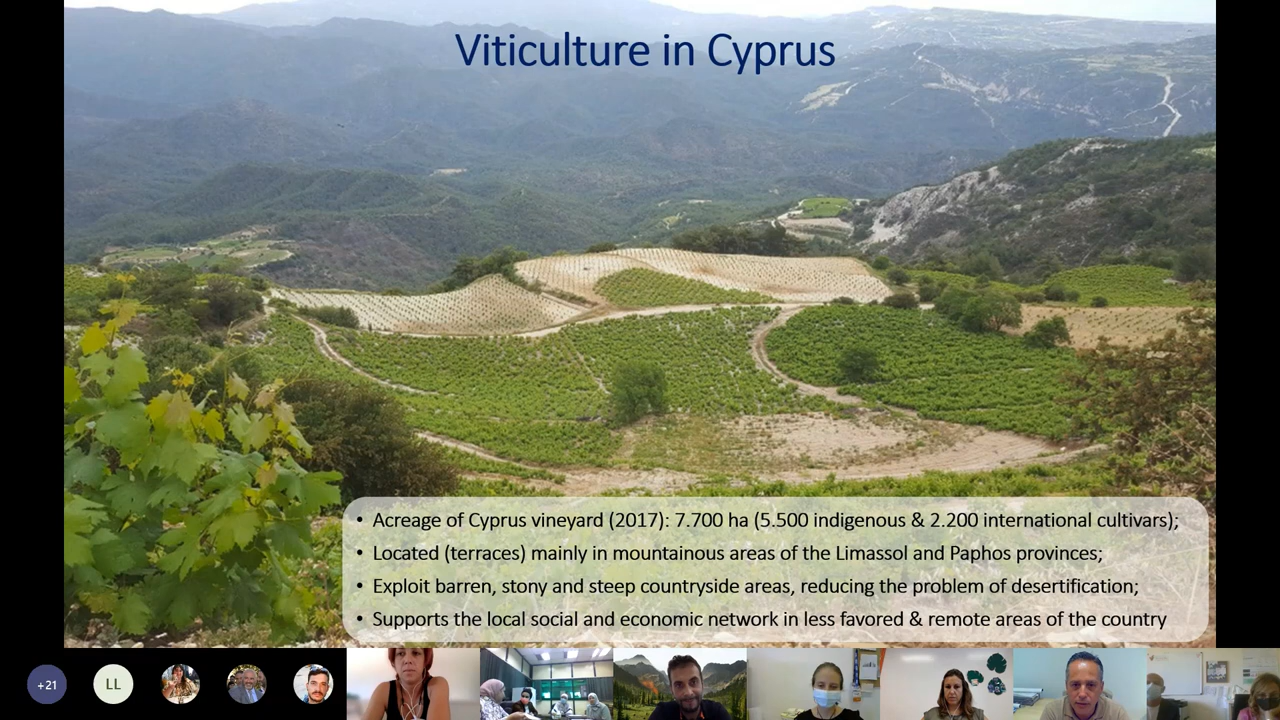 Viticulture in Cyprus
• Acreage of Cyprus vineyard (2017): 7.700 ha (5.500 indigenous & 2.200 international cultivars);
• Located (terraces) mainly in mountainous areas of the Limassol and Paphos provinces;
• Exploit barren, stony and steep countryside areas, reducing the problem of desertification;
• Supports the local social and economic network in less favored & remote areas of the country
+21
LL